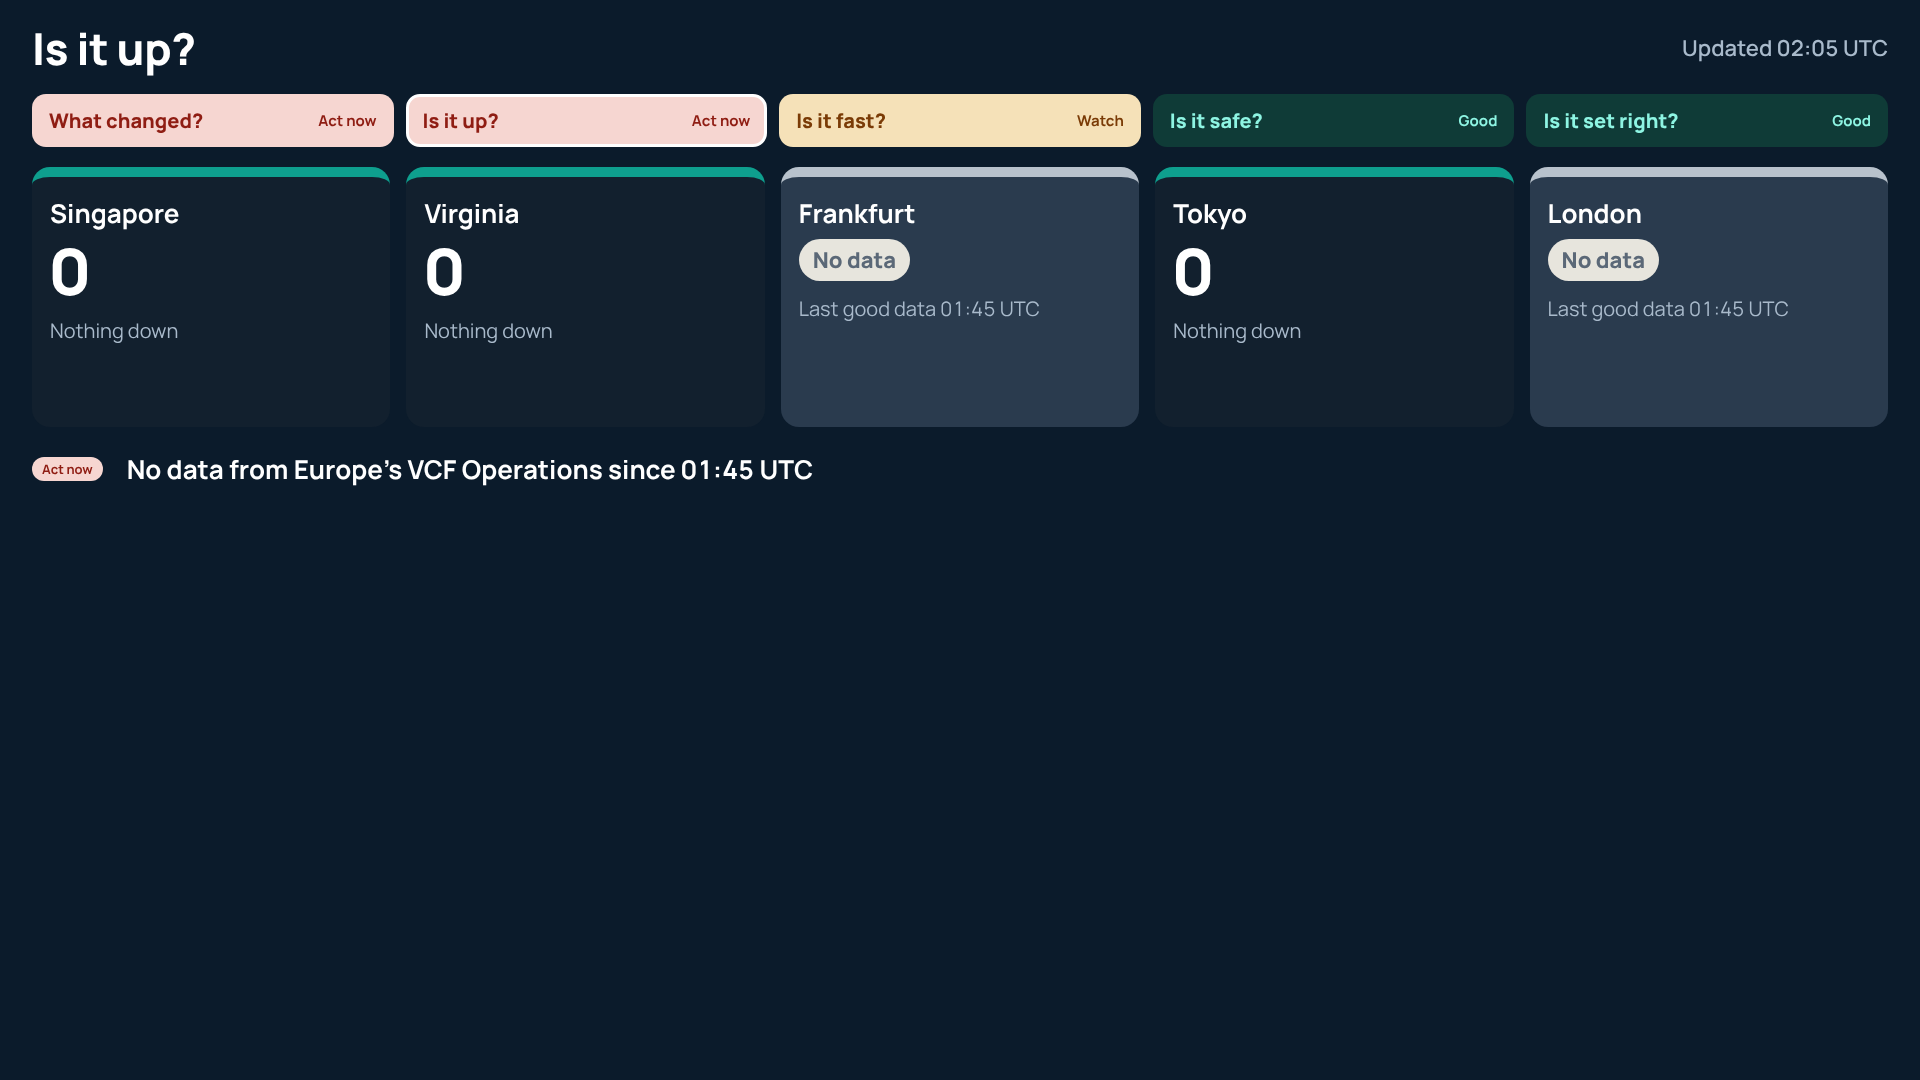 Is it up?
Updated 02:05 UTC
What changed? Act now
Is it up? Act now
Is it fast? Watch
Is it safe? Good
Is it set right? Good
Singapore
0
Nothing down
Virginia
0
Nothing down
Frankfurt
No data
Last good data 01:45 UTC
Tokyo
0
Nothing down
London
No data
Last good data 01:45 UTC
Act now No data from Europe’s VCF Operations since 01:45 UTC